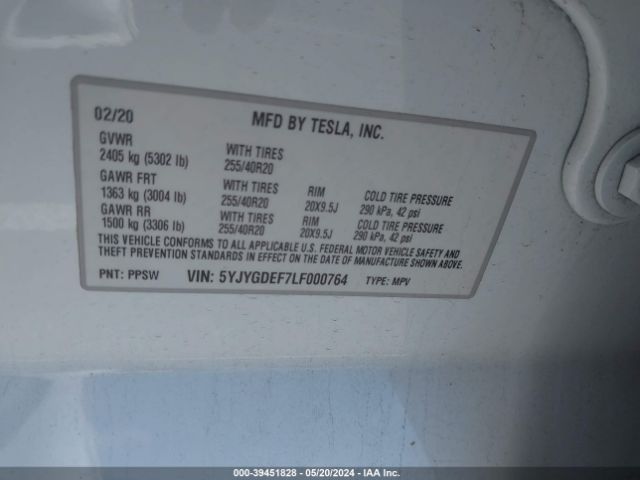 02/20 MFD BY TESLA, INC.
GVWR
2405 kg (5302 lb) WITH TIRES 255/40R20
GAWR FRT
1363 kg (3004 lb) WITH TIRES 255/40R20 RIM 20X9.5J COLD TIRE PRESSURE 290 kPa, 42 psi
GAWR RR
1500 kg (3306 lb) WITH TIRES 255/40R20 RIM 20X9.5J COLD TIRE PRESSURE 290 kPa, 42 psi
THIS VEHICLE CONFORMS TO ALL APPLICABLE U.S. FEDERAL MOTOR VEHICLE SAFETY AND
THEFT PREVENTION STANDARDS IN EFFECT ON THE DATE OF MANUFACTURE SHOWN ABOVE.
PNT: PPSW VIN: 5YJYGDEF7LF000764 TYPE: MPV
000-39451828 - 05/20/2024 - IAA Inc.